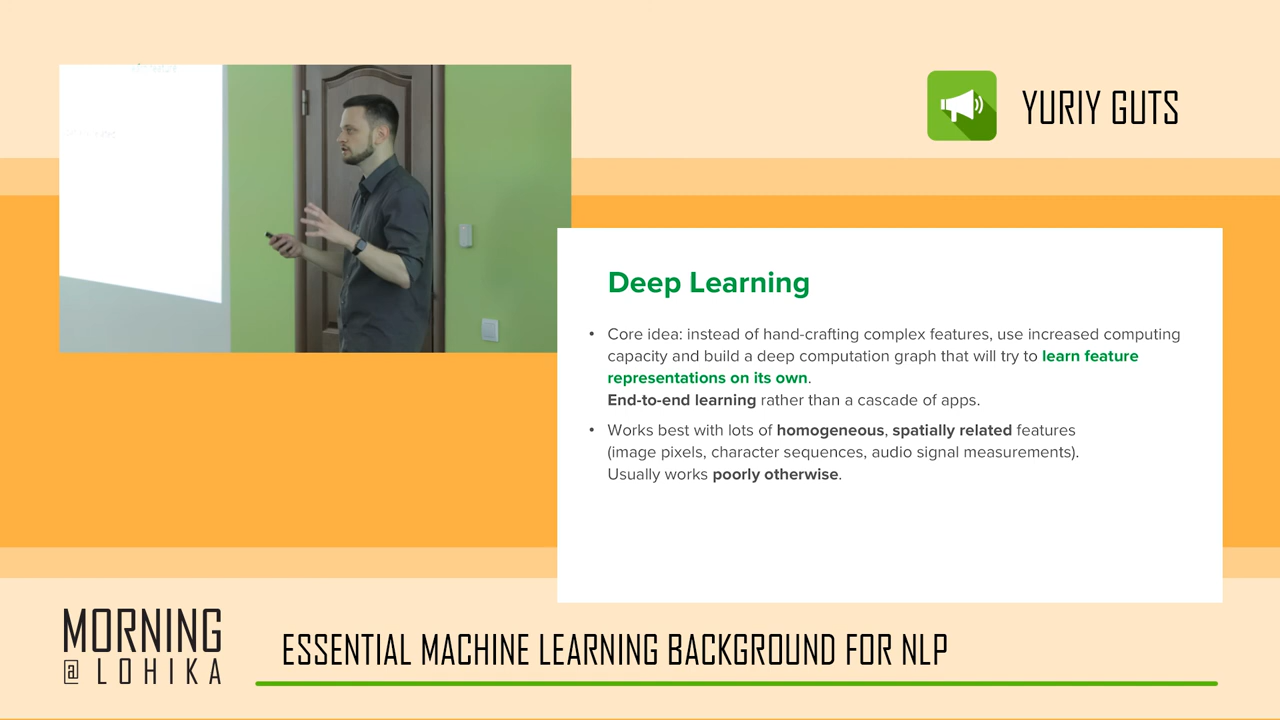 YURIY GUTS
Deep Learning
• Core idea: instead of hand-crafting complex features, use increased computing
capacity and build a deep computation graph that will try to learn feature
representations on its own.
End-to-end learning rather than a cascade of apps.
• Works best with lots of homogeneous, spatially related features
(image pixels, character sequences, audio signal measurements).
Usually works poorly otherwise.
MORNING
@ LOHIKA
ESSENTIAL MACHINE LEARNING BACKGROUND FOR NLP